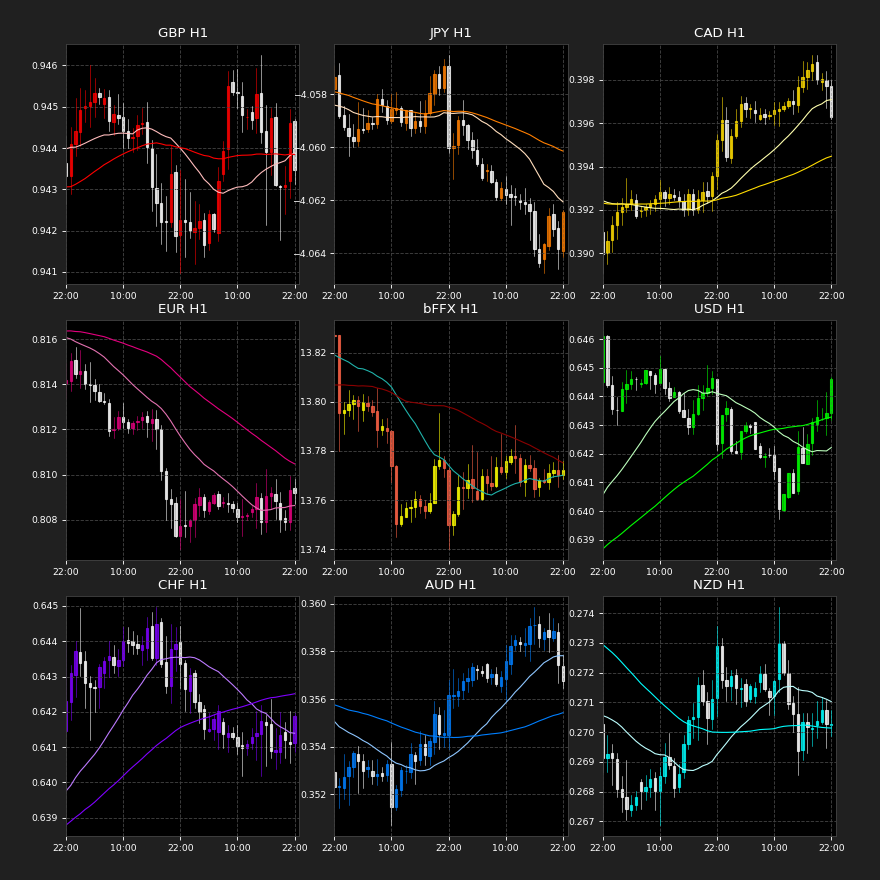 GBP H1
0.946
0.945
0.944
0.943
0.942
0.941
22:00 10:00 22:00 10:00 22:00
JPY H1
−4.058
−4.060
−4.062
−4.064
22:00 10:00 22:00 10:00 22:00
CAD H1
0.398
0.396
0.394
0.392
0.390
22:00 10:00 22:00 10:00 22:00
EUR H1
0.816
0.814
0.812
0.810
0.808
22:00 10:00 22:00 10:00 22:00
bFFX H1
13.82
13.80
13.78
13.76
13.74
22:00 10:00 22:00 10:00 22:00
USD H1
0.646
0.645
0.644
0.643
0.642
0.641
0.640
0.639
22:00 10:00 22:00 10:00 22:00
CHF H1
0.645
0.644
0.643
0.642
0.641
0.640
0.639
22:00 10:00 22:00 10:00 22:00
AUD H1
0.360
0.358
0.356
0.354
0.352
22:00 10:00 22:00 10:00 22:00
NZD H1
0.274
0.273
0.272
0.271
0.270
0.269
0.268
0.267
22:00 10:00 22:00 10:00 22:00